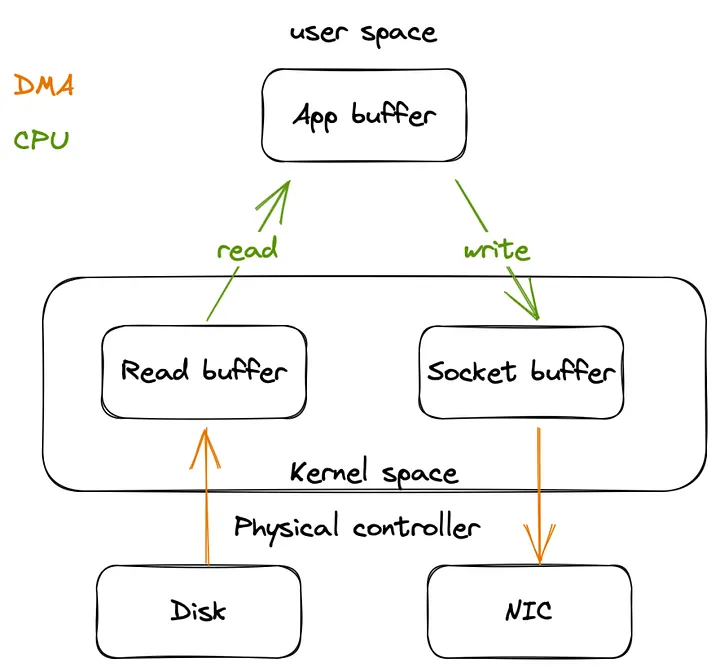 user space
DMA
App buffer
CPU
read
write
Read buffer
Socket buffer
Kernel space
Physical controller
Disk
NIC